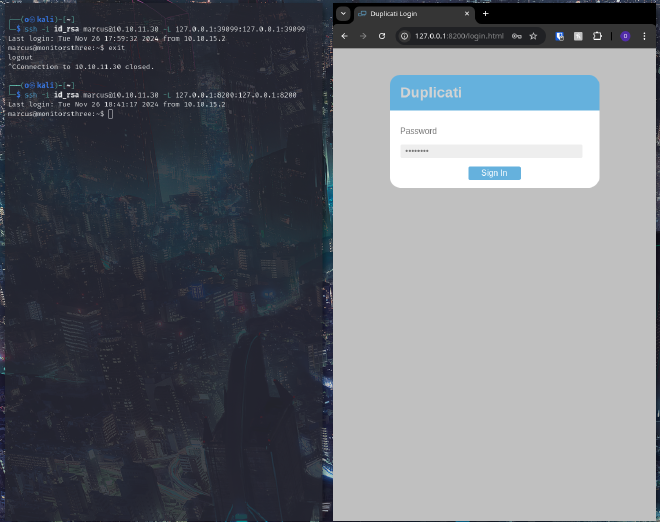 ┌──(o㉿kali)-[~]
└─$ ssh -i id_rsa marcus@10.10.11.30 -L 127.0.0.1:39099:127.0.0.1:39099
Last login: Tue Nov 26 17:59:32 2024 from 10.10.15.2
marcus@monitorsthree:~$ exit
logout
^CConnection to 10.10.11.30 closed.
┌──(o㉿kali)-[~]
└─$ ssh -i id_rsa marcus@10.10.11.30 -L 127.0.0.1:8200:127.0.0.1:8200
Last login: Tue Nov 26 18:41:17 2024 from 10.10.15.2
marcus@monitorsthree:~$
Duplicati Login
127.0.0.1:8200/login.html
Duplicati
Password
••••••••
Sign In